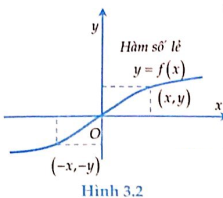 y
Hàm số lẻ
y = f(x)
(x, y)
x
O
(−x, −y)
Hình 3.2